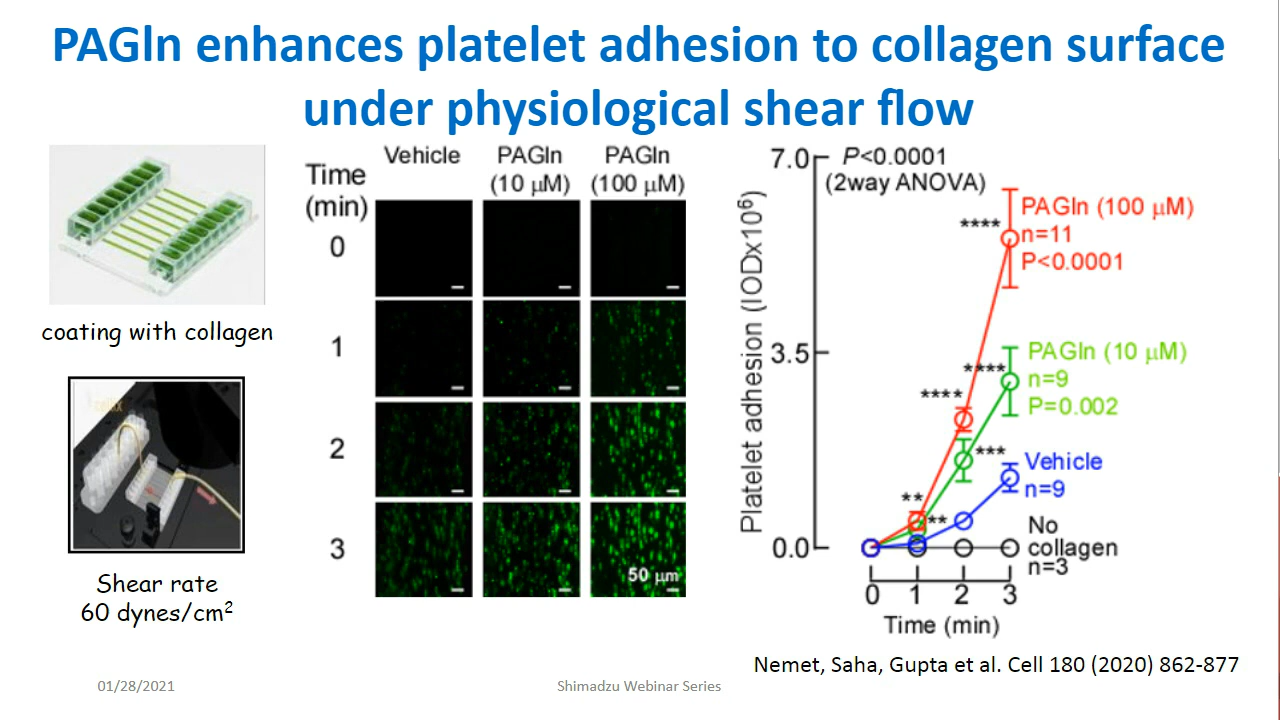 PAGln enhances platelet adhesion to collagen surface
under physiological shear flow
coating with collagen
cellix
Shear rate
60 dynes/cm²
Time
(min)
Vehicle
PAGln
(10 µM)
PAGln
(100 µM)
0
1
2
3
50 µm
Platelet adhesion (IODx10⁶)
7.0
3.5
0.0
P<0.0001
(2way ANOVA)
****
PAGln (100 µM)
n=11
P<0.0001
****
****
PAGln (10 µM)
n=9
P=0.002
***
**
**
Vehicle
n=9
No
collagen
n=3
0 1 2 3
Time (min)
Nemet, Saha, Gupta et al. Cell 180 (2020) 862-877
01/28/2021
Shimadzu Webinar Series